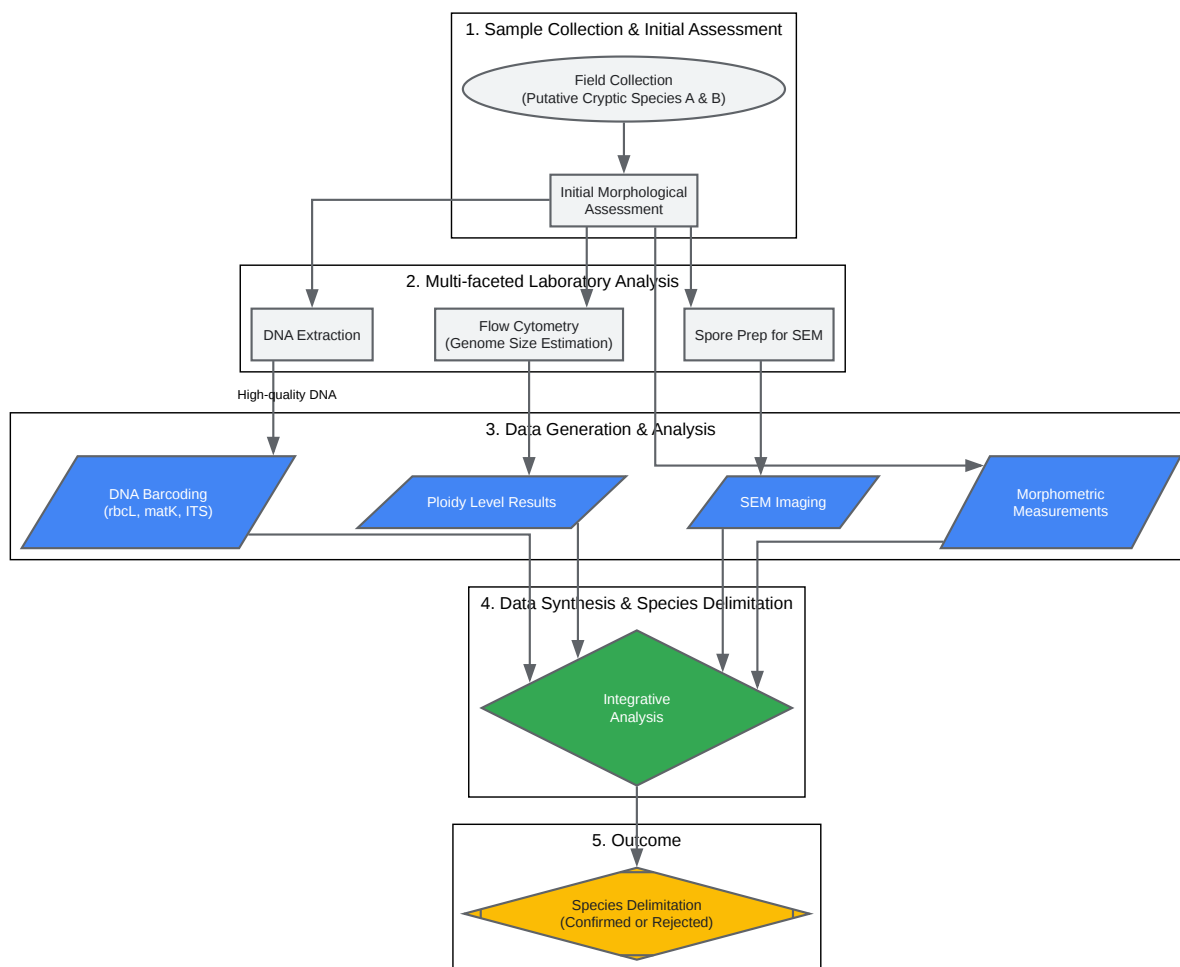 1. Sample Collection & Initial Assessment
Field Collection
(Putative Cryptic Species A & B)
Initial Morphological
Assessment
2. Multi-faceted Laboratory Analysis
DNA Extraction
Flow Cytometry
(Genome Size Estimation)
Spore Prep for SEM
High-quality DNA
3. Data Generation & Analysis
DNA Barcoding
(rbcL, matK, ITS)
Ploidy Level Results
SEM Imaging
Morphometric
Measurements
4. Data Synthesis & Species Delimitation
Integrative
Analysis
5. Outcome
Species Delimitation
(Confirmed or Rejected)